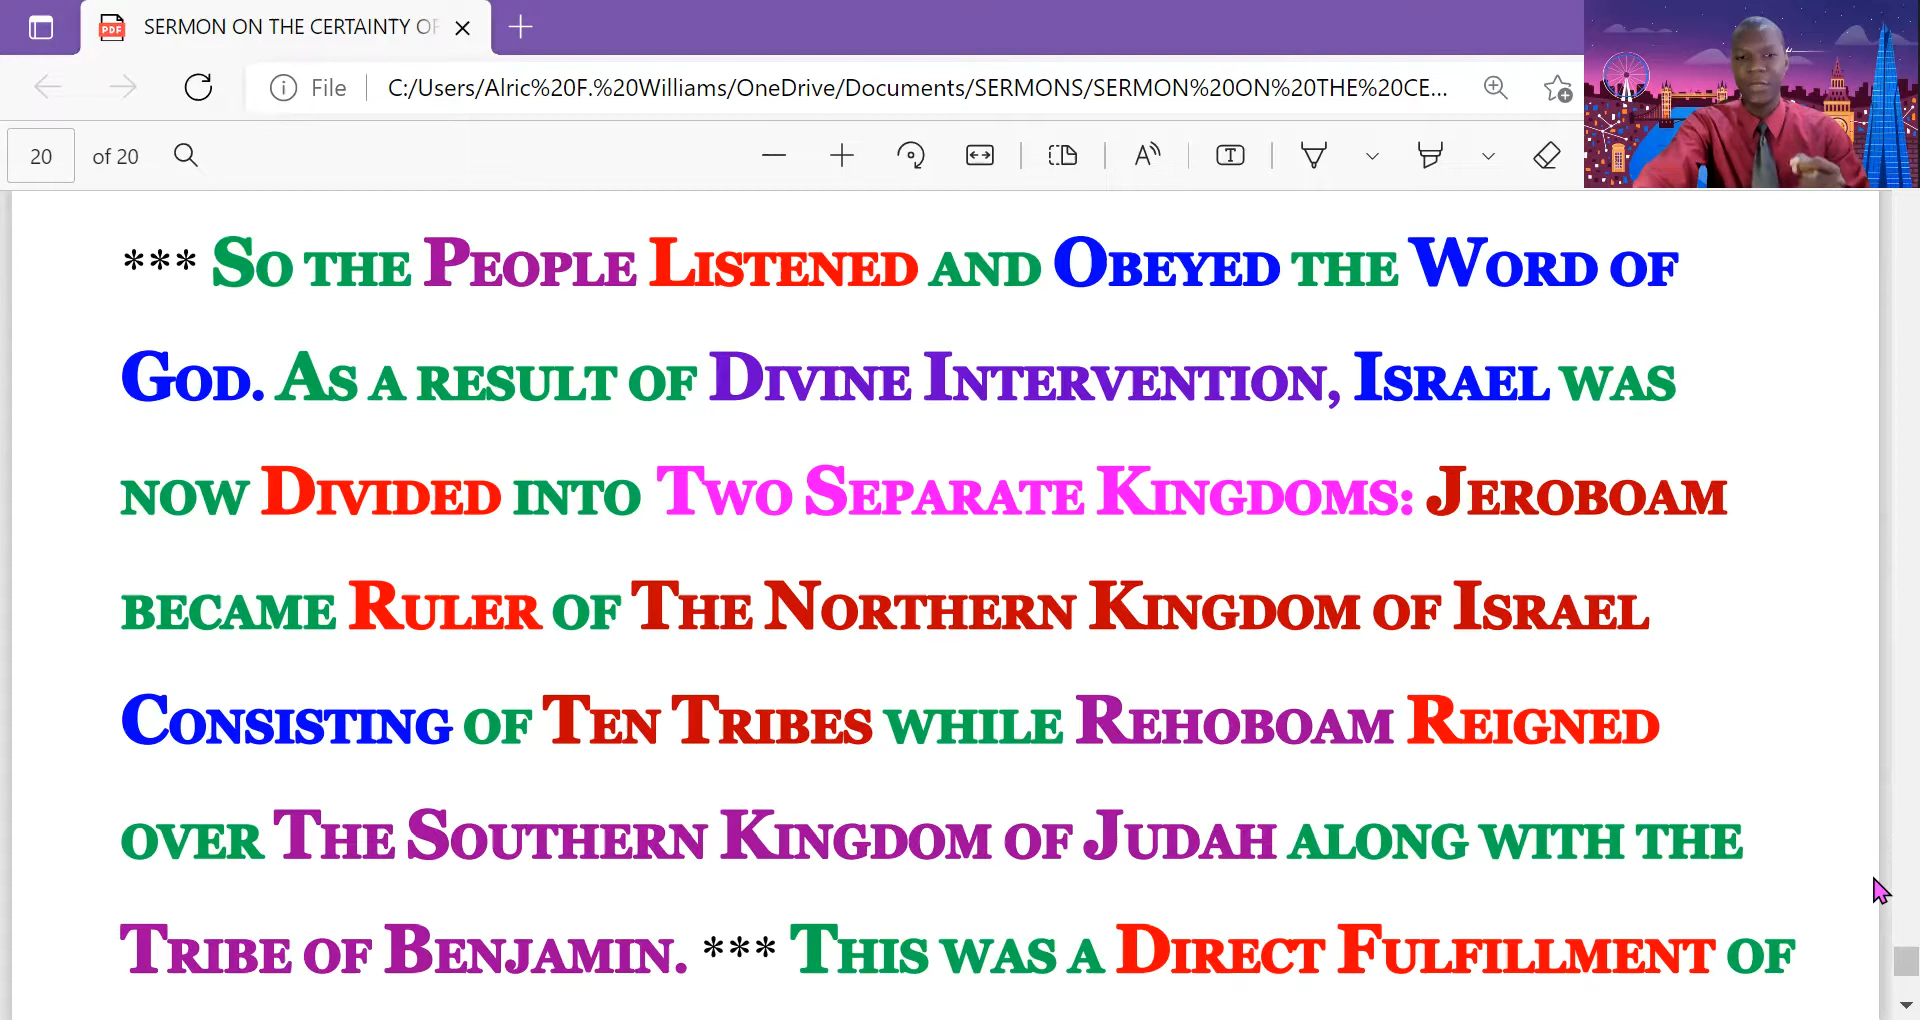 SERMON ON THE CERTAINTY OF
File
C:/Users/Alric%20F.%20Williams/OneDrive/Documents/SERMONS/SERMON%20ON%20THE%20CE...
20 of 20
*** So the People Listened and Obeyed the Word of
God. As a result of Divine Intervention, Israel was
now Divided into Two Separate Kingdoms: Jeroboam
became Ruler of The Northern Kingdom of Israel
Consisting of Ten Tribes while Rehoboam Reigned
over The Southern Kingdom of Judah along with the
Tribe of Benjamin. *** This was a Direct Fulfillment of